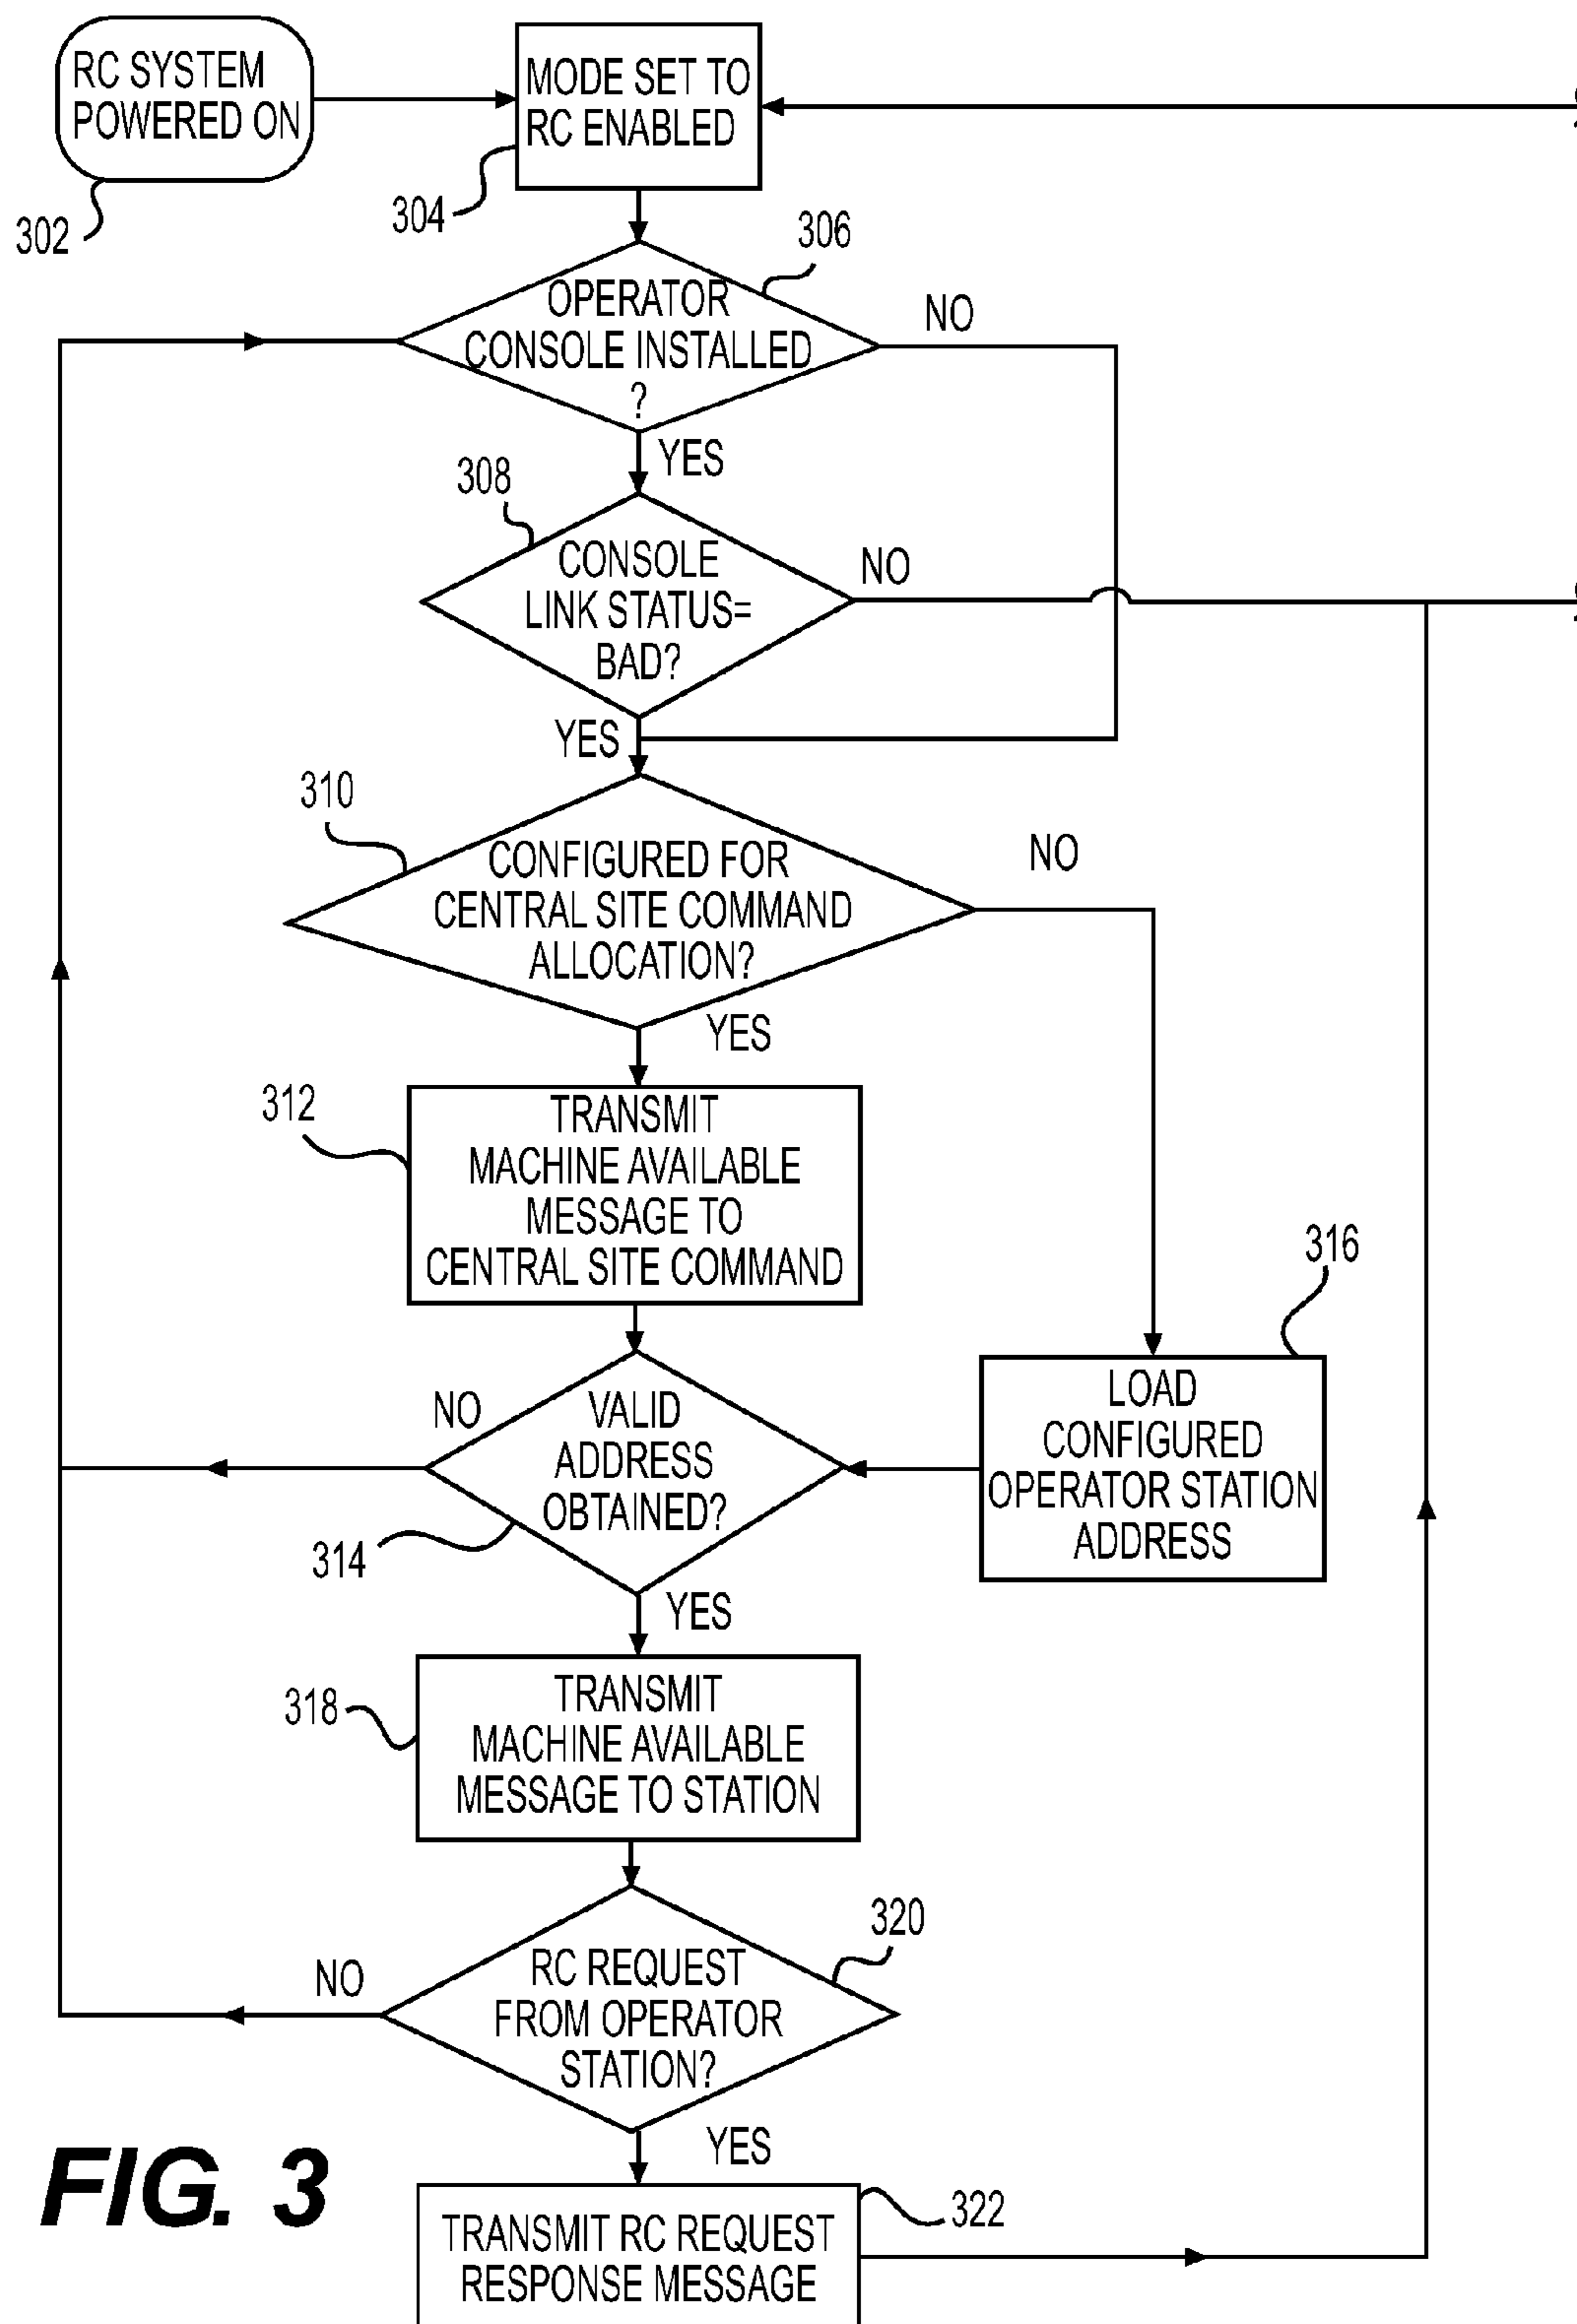 RC SYSTEM
POWERED ON
302
MODE SET TO
RC ENABLED
304
306
OPERATOR
CONSOLE INSTALLED
?
NO
YES
308
CONSOLE
LINK STATUS=
BAD?
NO
YES
310
CONFIGURED FOR
CENTRAL SITE COMMAND
ALLOCATION?
NO
YES
312
TRANSMIT
MACHINE AVAILABLE
MESSAGE TO
CENTRAL SITE COMMAND
316
LOAD
CONFIGURED
OPERATOR STATION
ADDRESS
NO
VALID
ADDRESS
OBTAINED?
314
YES
318
TRANSMIT
MACHINE AVAILABLE
MESSAGE TO STATION
320
NO
RC REQUEST
FROM OPERATOR
STATION?
YES
322
TRANSMIT RC REQUEST
RESPONSE MESSAGE
FIG. 3